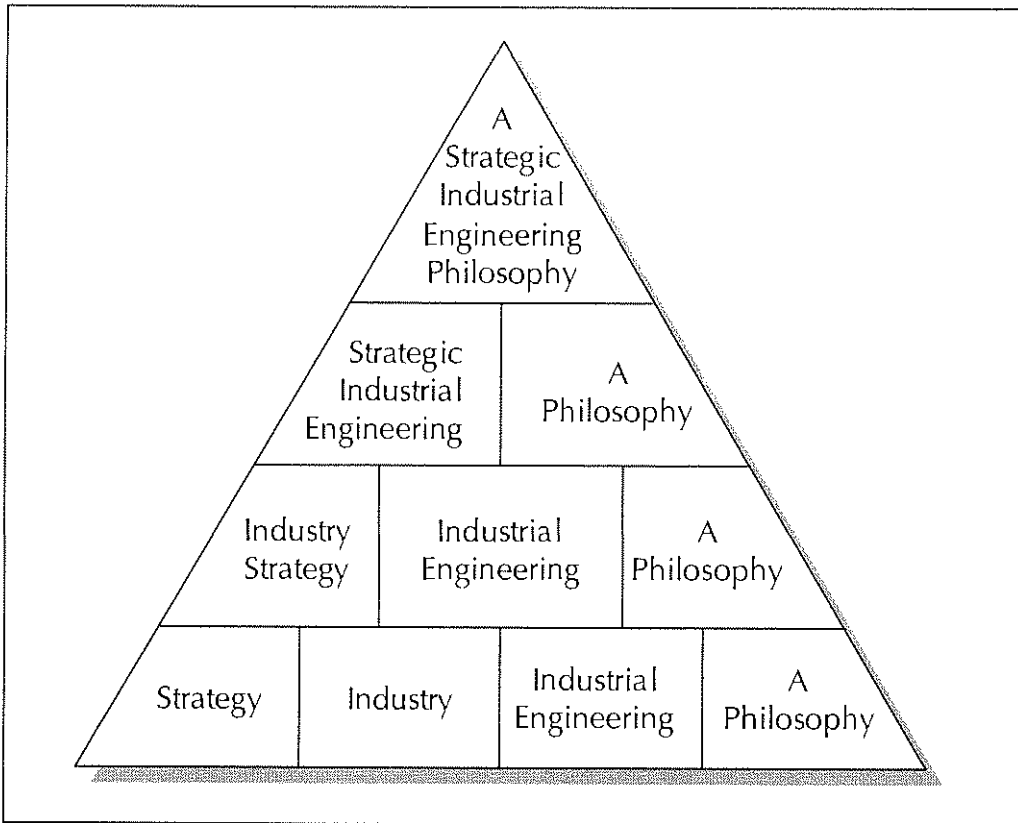 A
Strategic
Industrial
Engineering
Philosophy
Strategic
Industrial
Engineering
A
Philosophy
Industry
Strategy
Industrial
Engineering
A
Philosophy
Strategy
Industry
Industrial
Engineering
A
Philosophy